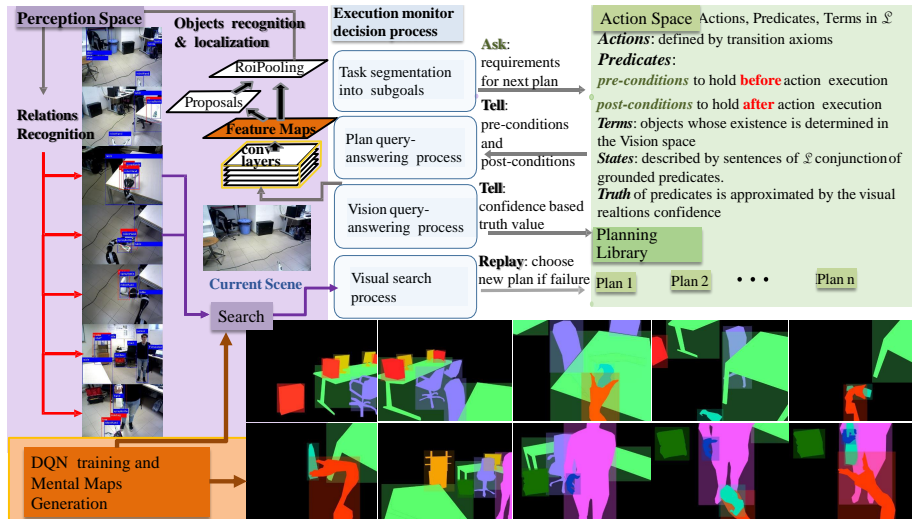 Perception Space
Relations
Recognition
Objects recognition
& localization
RoiPooling
Proposals
Feature Maps
conv
layers
Current Scene
Search
DQN training and
Mental Maps
Generation
Execution monitor
decision process
Task segmentation
into subgoals
Plan query-
answering process
Vision query-
answering process
Visual search
process
Ask:
requirements
for next plan
Tell:
pre-conditions
and
post-conditions
Tell:
confidence based
truth value
Replay: choose
new plan if failure
Action Space Actions, Predicates, Terms in ℒ
Actions: defined by transition axioms
Predicates:
pre-conditions to hold before action execution
post-conditions to hold after action execution
Terms: objects whose existence is determined in
the Vision space
States: described by sentences of ℒ conjunction of
grounded predicates.
Truth of predicates is approximated by the visual
realtions confidence
Planning
Library
Plan 1 Plan 2 • • • Plan n